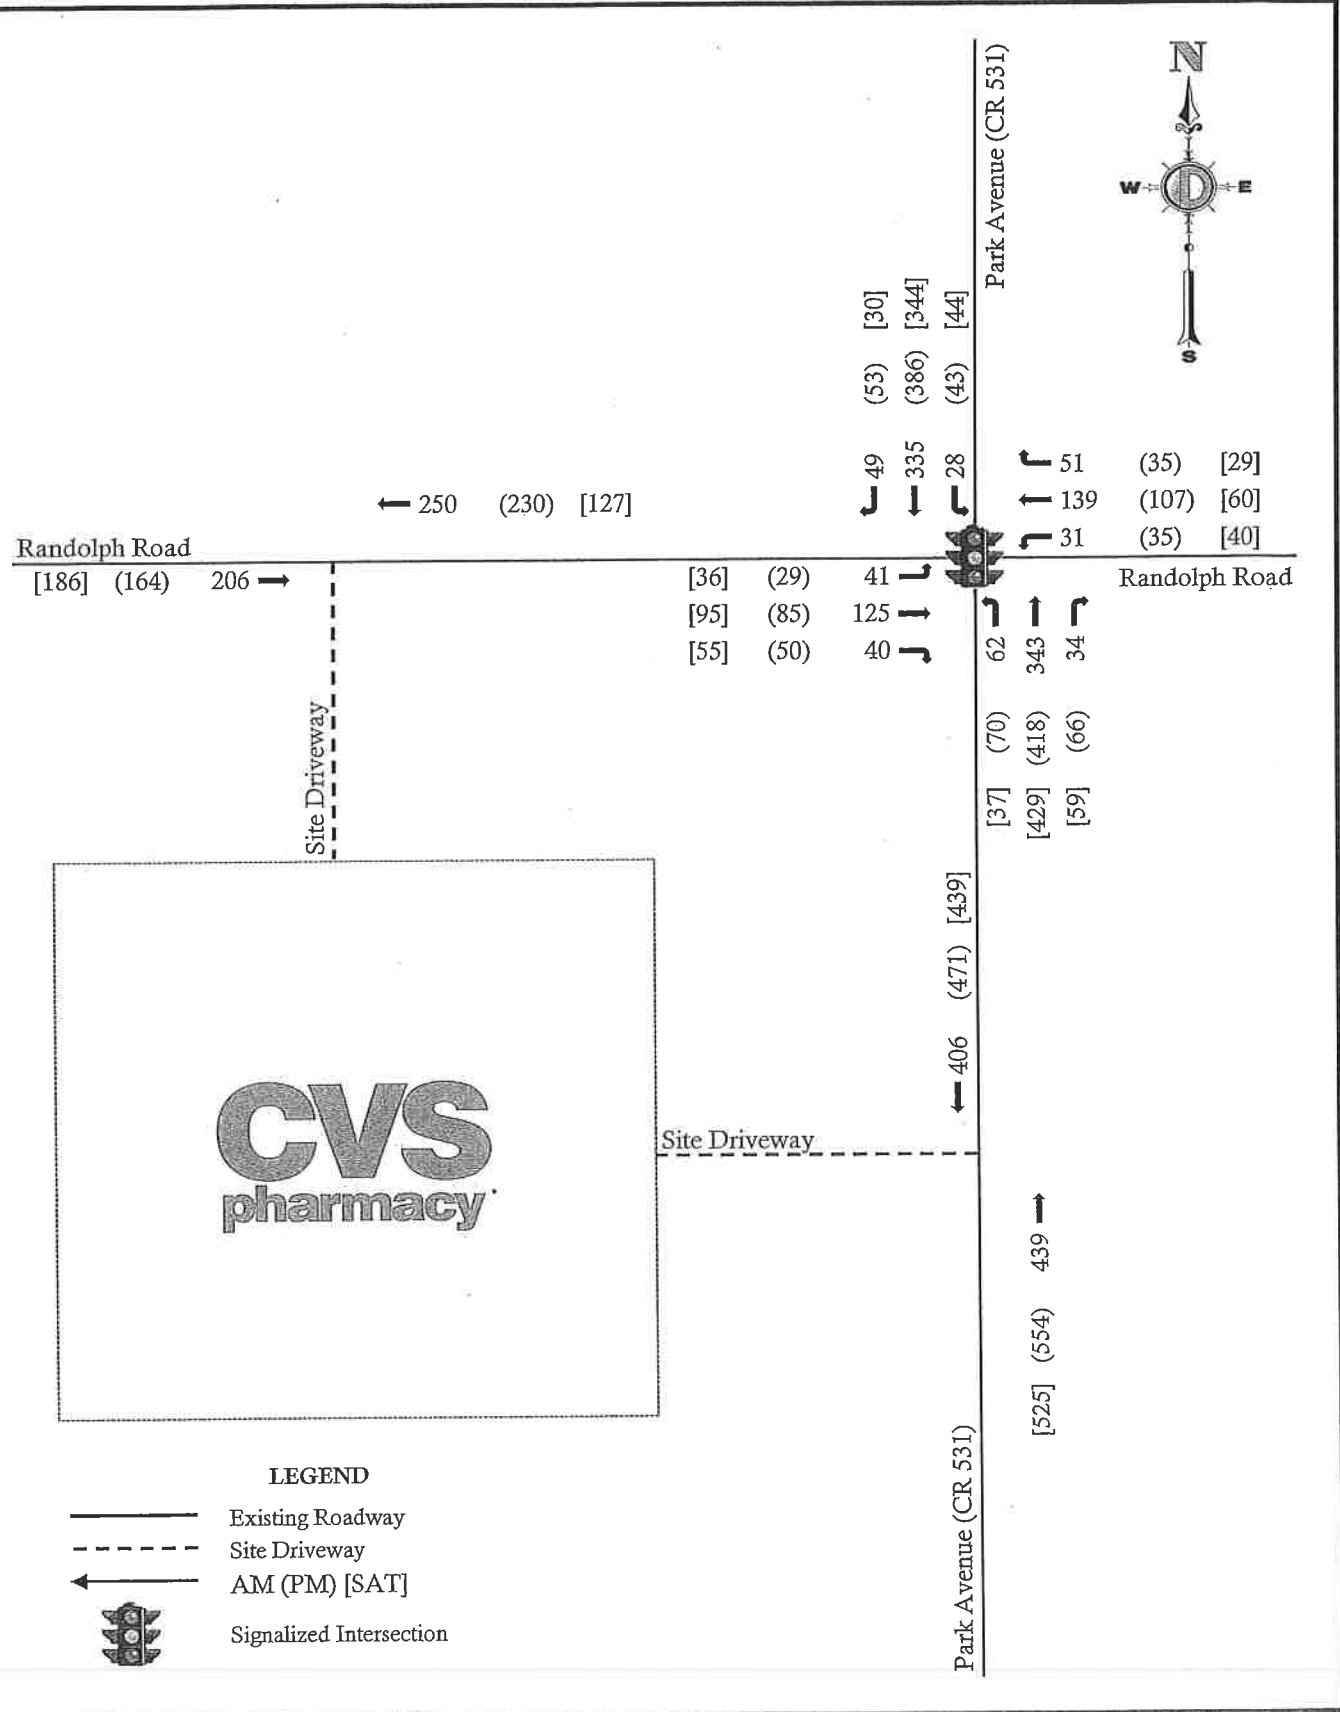 N
W
D
E
S
Park Avenue (CR 531)
49 (53) [30]
335 (386) [344]
28 (43) [44]
51 (35) [29]
139 (107) [60]
31 (35) [40]
250 (230) [127]
Randolph Road
[186] (164) 206
Randolph Road
[36] (29) 41
[95] (85) 125
[55] (50) 40
[37] (70) 62
[429] (418) 343
[59] (66) 34
Site Driveway
406 (471) [439]
CVS
pharmacy
Site Driveway
[525] (554) 439
Park Avenue (CR 531)
LEGEND
Existing Roadway
Site Driveway
AM (PM) [SAT]
Signalized Intersection